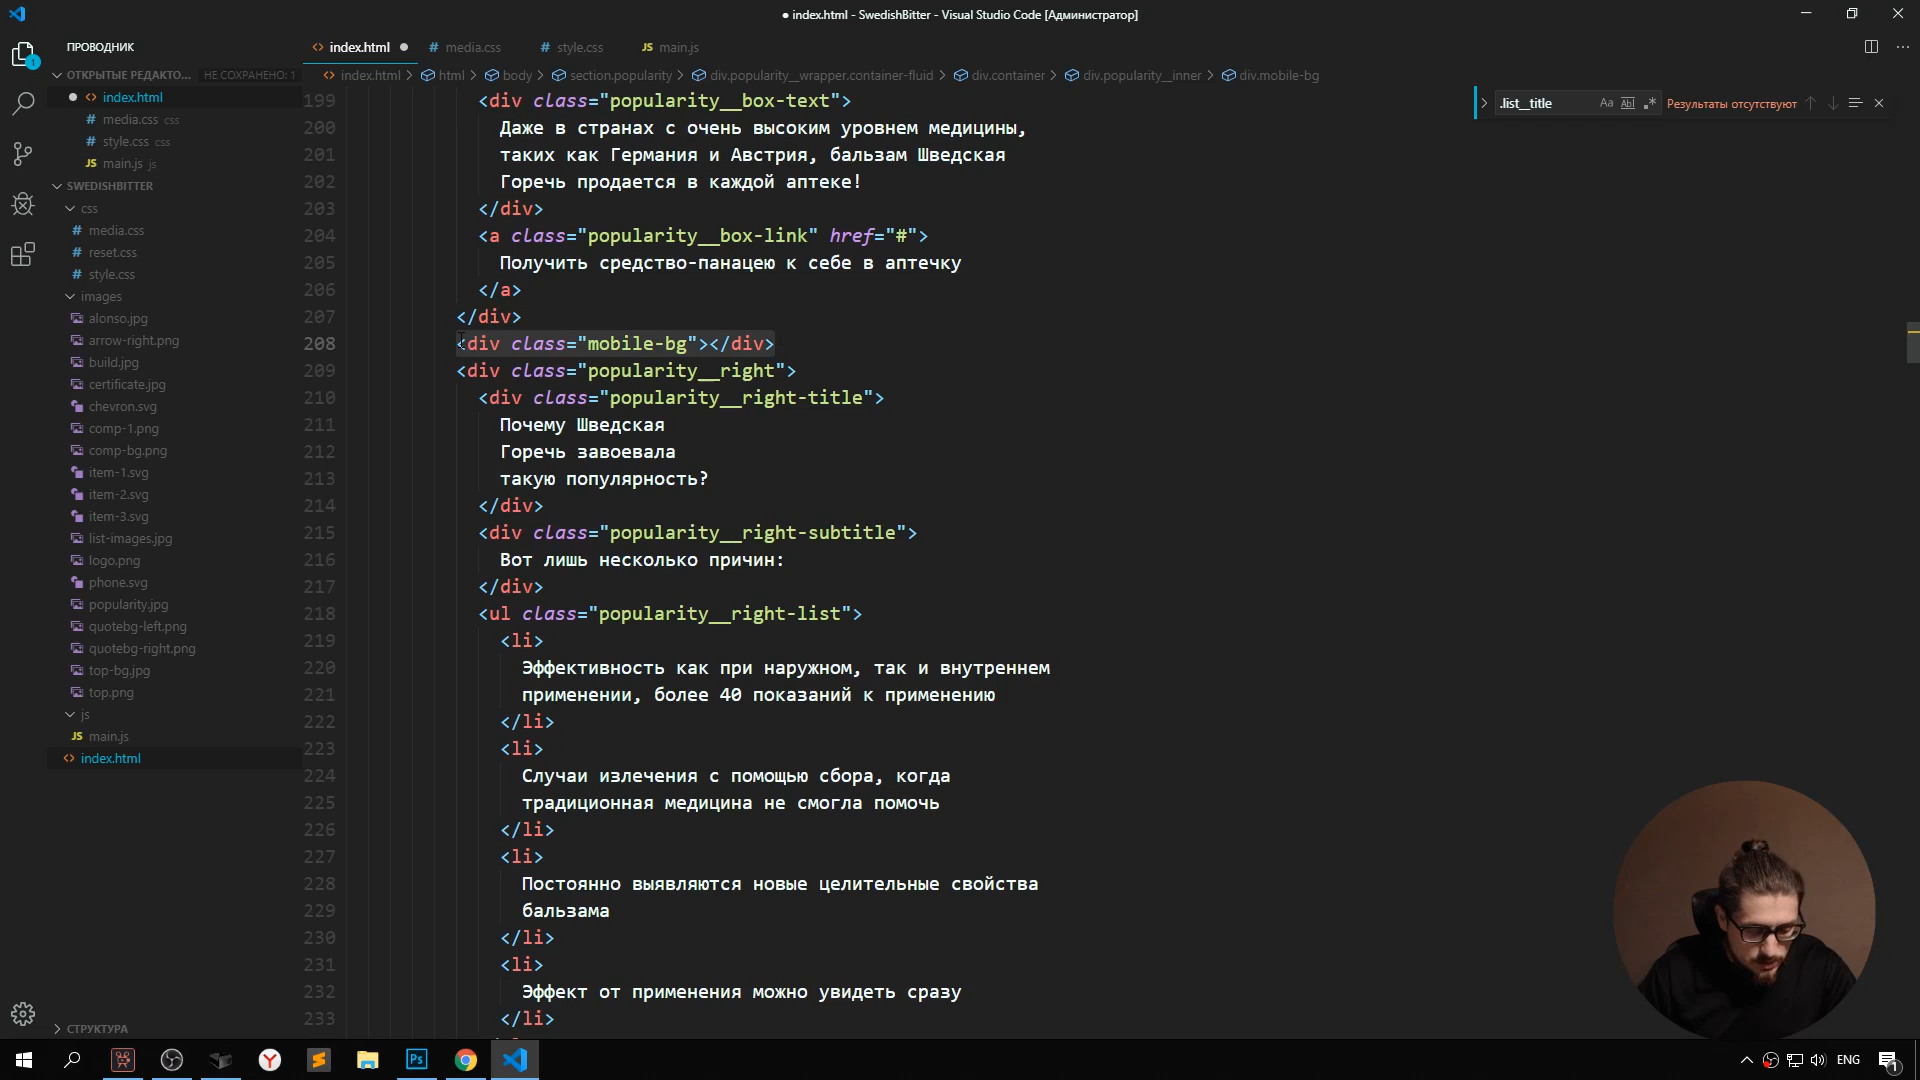 ● index.html - SwedishBitter - Visual Studio Code [Администратор]
ПРОВОДНИК
index.html
media.css
style.css
JS main.js
ОТКРЫТЫЕ РЕДАКТО...
НЕ СОХРАНЕНО: 1
index.html > html > body > section.popularity > div.popularity__wrapper.container-fluid > div.container > div.popularity__inner > div.mobile-bg
index.html
# media.css css
# style.css css
JS main.js js
SWEDISHBITTER
css
# media.css
# reset.css
# style.css
images
alonso.jpg
arrow-right.png
build.jpg
certificate.jpg
chevron.svg
comp-1.png
comp-bg.png
item-1.svg
item-2.svg
item-3.svg
list-images.jpg
logo.png
phone.svg
popularity.jpg
quotebg-left.png
quotebg-right.png
top-bg.jpg
top.png
js
JS main.js
index.html
СТРУКТУРА
1
.list__title
Aa Abl .*
Результаты отсутствуют
199 <div class="popularity__box-text">
200 Даже в странах с очень высоким уровнем медицины,
201 таких как Германия и Австрия, бальзам Шведская
202 Горечь продается в каждой аптеке!
203 </div>
204 <a class="popularity__box-link" href="#">
205 Получить средство-панацею к себе в аптечку
206 </a>
207 </div>
208 <div class="mobile-bg"></div>
209 <div class="popularity__right">
210 <div class="popularity__right-title">
211 Почему Шведская
212 Горечь завоевала
213 такую популярность?
214 </div>
215 <div class="popularity__right-subtitle">
216 Вот лишь несколько причин:
217 </div>
218 <ul class="popularity__right-list">
219 <li>
220 Эффективность как при наружном, так и внутреннем
221 применении, более 40 показаний к применению
222 </li>
223 <li>
224 Случаи излечения с помощью сбора, когда
225 традиционная медицина не смогла помочь
226 </li>
227 <li>
228 Постоянно выявляются новые целительные свойства
229 бальзама
230 </li>
231 <li>
232 Эффект от применения можно увидеть сразу
233 </li>
Ps
ENG
1